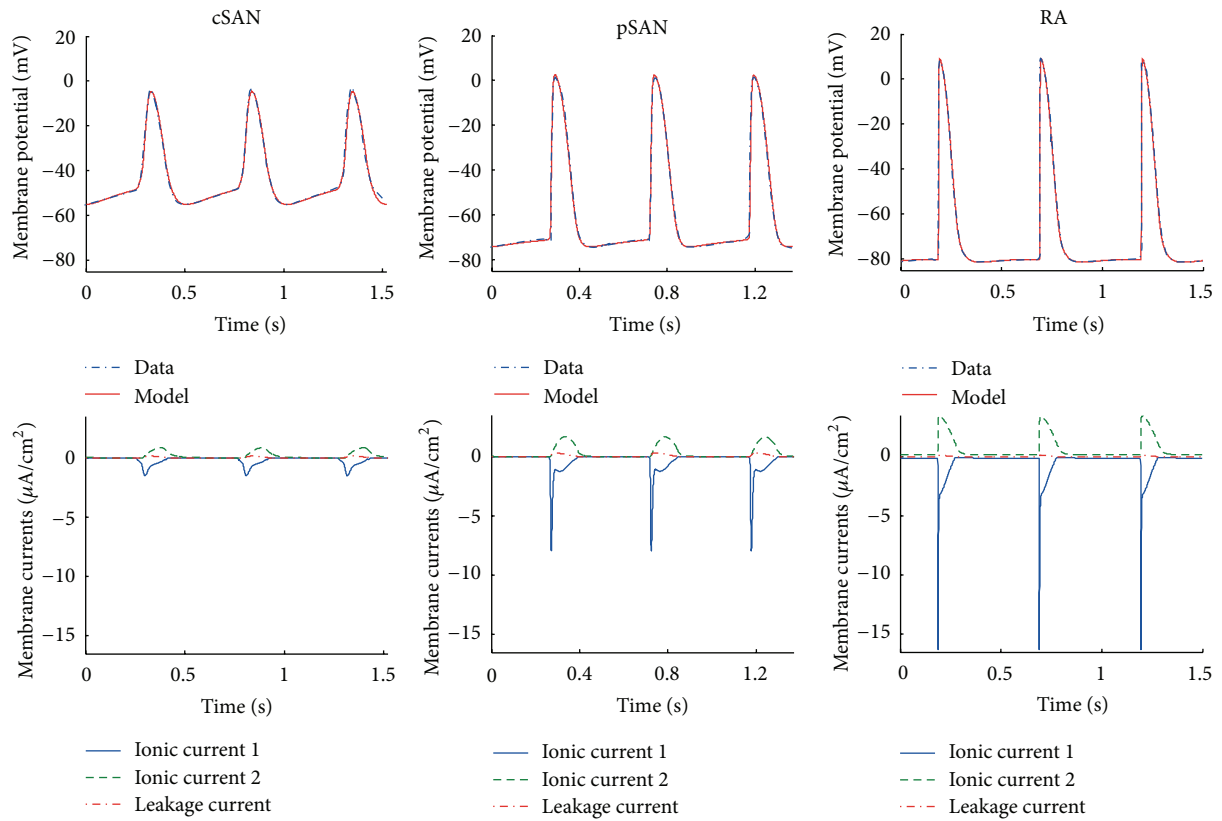 cSAN
20
0
−20
−40
−60
−80
Membrane potential (mV)
0
0.5
1
1.5
Time (s)
Data
Model
pSAN
20
0
−20
−40
−60
−80
Membrane potential (mV)
0
0.4
0.8
1.2
Time (s)
Data
Model
RA
20
0
−20
−40
−60
−80
Membrane potential (mV)
0
0.5
1
1.5
Time (s)
Data
Model
0
−5
−10
−15
Membrane currents (μA/cm²)
0
0.5
1
1.5
Time (s)
Ionic current 1
Ionic current 2
Leakage current
0
−5
−10
−15
Membrane currents (μA/cm²)
0
0.4
0.8
1.2
Time (s)
Ionic current 1
Ionic current 2
Leakage current
0
−5
−10
−15
Membrane currents (μA/cm²)
0
0.5
1
1.5
Time (s)
Ionic current 1
Ionic current 2
Leakage current